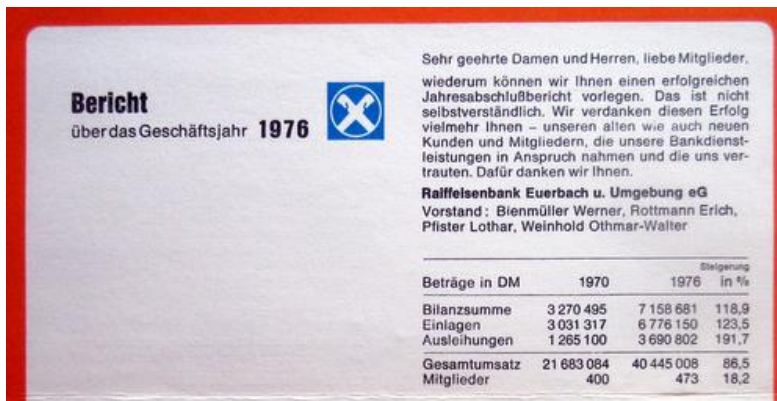 Bericht
über das Geschäftsjahr 1976
Sehr geehrte Damen und Herren, liebe Mitglieder,
wiederum können wir Ihnen einen erfolgreichen
Jahresabschlußbericht vorlegen. Das ist nicht
selbstverständlich. Wir verdanken diesen Erfolg
vielmehr Ihnen – unseren alten wie auch neuen
Kunden und Mitgliedern, die unsere Bankdienst-
leistungen in Anspruch nahmen und die uns ver-
trauten. Dafür danken wir Ihnen.
Raiffeisenbank Euerbach u. Umgebung eG
Vorstand: Bienmüller Werner, Rottmann Erich,
Pfister Lothar, Weinhold Othmar-Walter
Steigerung
Beträge in DM 1970 1976 in %
Bilanzsumme 3 270 495 7 158 681 118,9
Einlagen 3 031 317 6 776 150 123,5
Ausleihungen 1 265 100 3 690 802 191,7
Gesamtumsatz 21 683 084 40 445 008 86,5
Mitglieder 400 473 18,2